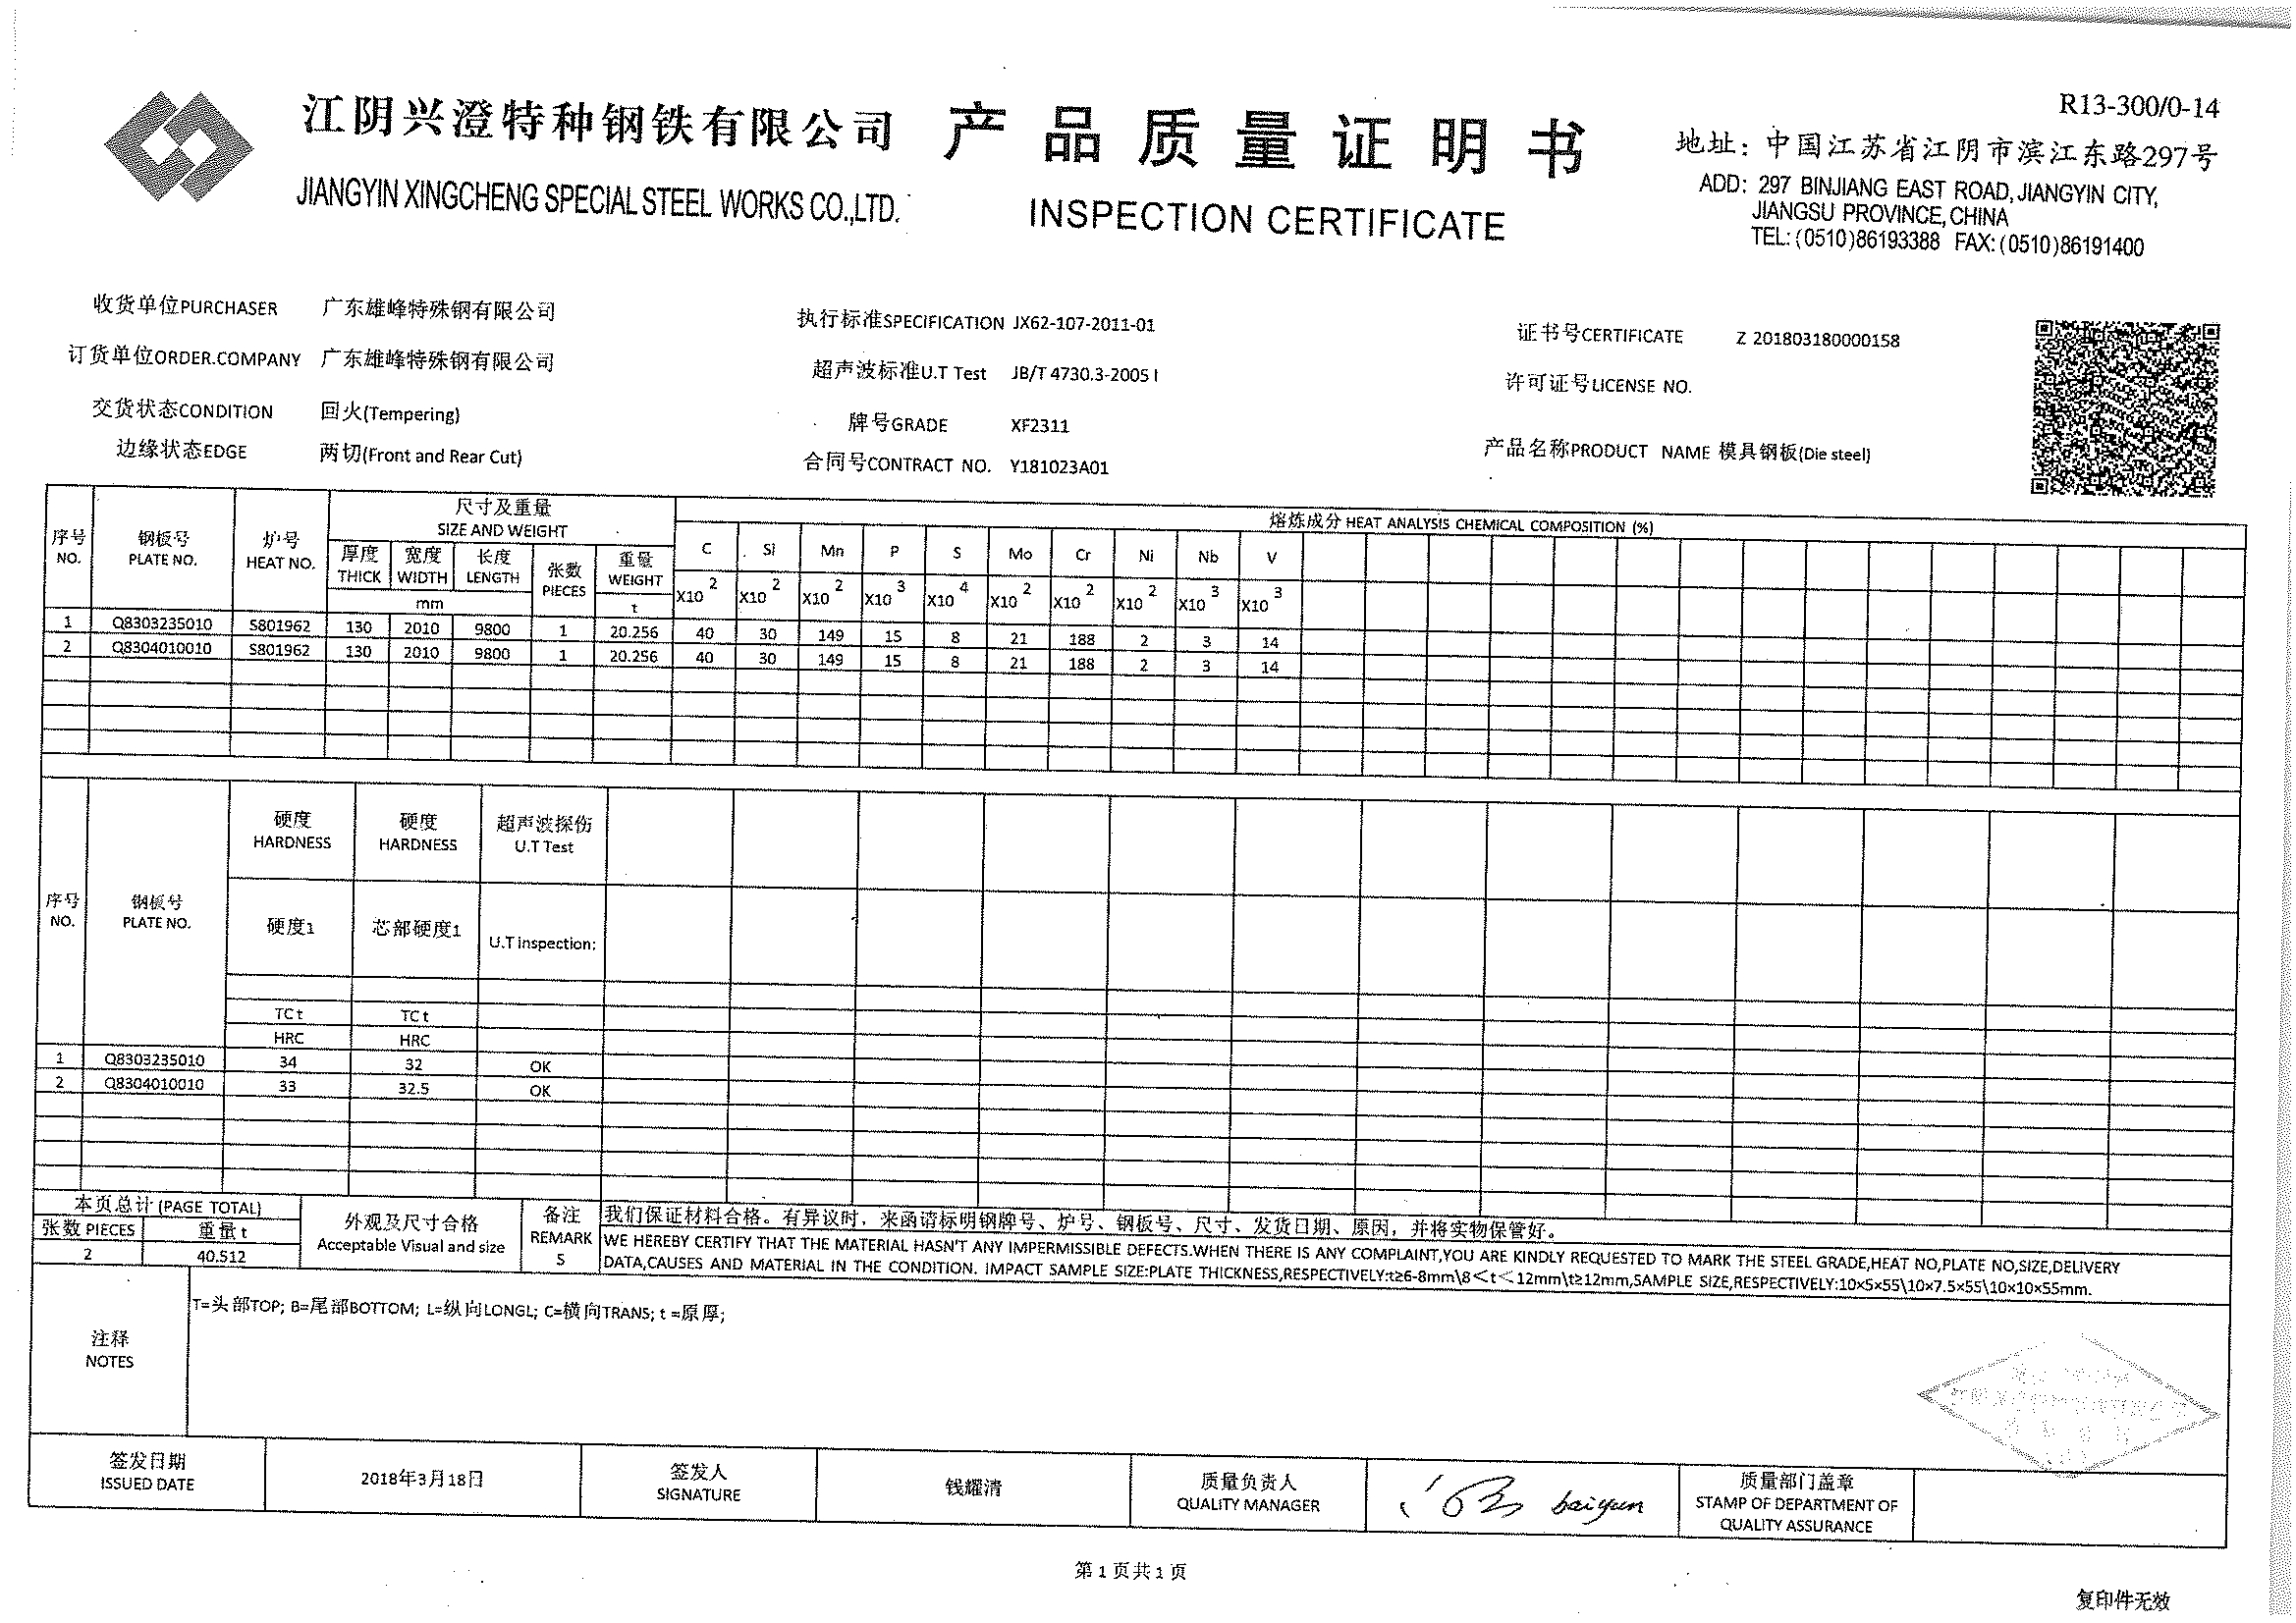 R13-300/0-14
江阴兴澄特种钢铁有限公司 产品质量证明书
地址：中国江苏省江阴市滨江东路297号
JIANGYIN XINGCHENG SPECIAL STEEL WORKS CO.,LTD. INSPECTION CERTIFICATE
ADD: 297 BINJIANG EAST ROAD,JIANGYIN CITY,
JIANGSU PROVINCE,CHINA
TEL:(0510)86193388 FAX:(0510)86191400
收货单位PURCHASER 广东雄峰特殊钢有限公司 执行标准SPECIFICATION JX62-107-2011-01 证书号CERTIFICATE Z 201803180000158
订货单位ORDER.COMPANY 广东雄峰特殊钢有限公司 超声波标准U.T Test JB/T 4730.3-2005 I 许可证号LICENSE NO.
交货状态CONDITION 回火(Tempering) 牌号GRADE XF2311
边缘状态EDGE 两切(Front and Rear Cut) 合同号CONTRACT NO. Y181023A01 产品名称PRODUCT NAME 模具钢板(Die steel)
序号 NO. 钢板号 PLATE NO. 炉号 HEAT NO. 尺寸及重量 SIZE AND WEIGHT 熔炼成分 HEAT ANALYSIS CHEMICAL COMPOSITION (%)
厚度 THICK 宽度 WIDTH 长度 LENGTH 张数 PIECES 重量 WEIGHT C Si Mn P S Mo Cr Ni Nb V
mm t X10 2 X10 2 X10 2 X10 3 X10 4 X10 2 X10 2 X10 2 X10 3 X10 3
1 Q8303235010 S801962 130 2010 9800 1 20.256 40 30 149 15 8 21 188 2 3 14
2 Q8304010010 S801962 130 2010 9800 1 20.256 40 30 149 15 8 21 188 2 3 14
序号 NO. 钢板号 PLATE NO. 硬度 HARDNESS 硬度 HARDNESS 超声波探伤 U.T Test
硬度1 芯部硬度1 U.T inspection:
TC t TC t
HRC HRC
1 Q8303235010 34 32 OK
2 Q8304010010 33 32.5 OK
本页总计 (PAGE TOTAL)
张数 PIECES 重量 t
2 40.512
外观及尺寸合格
Acceptable Visual and size
备注
REMARK
S
我们保证材料合格。有异议时，来函请标明钢牌号、炉号、钢板号、尺寸、发货日期、原因，并将实物保管好。
WE HEREBY CERTIFY THAT THE MATERIAL HASN'T ANY IMPERMISSIBLE DEFECTS.WHEN THERE IS ANY COMPLAINT,YOU ARE KINDLY REQUESTED TO MARK THE STEEL GRADE,HEAT NO,PLATE NO,SIZE,DELIVERY
DATA,CAUSES AND MATERIAL IN THE CONDITION. IMPACT SAMPLE SIZE:PLATE THICKNESS,RESPECTIVELY:t≥6-8mm\8＜t＜12mm\t≥12mm,SAMPLE SIZE,RESPECTIVELY:10×5×55\10×7.5×55\10×10×55mm.
注释
NOTES
T=头部TOP; B=尾部BOTTOM; L=纵向LONGL; C=横向TRANS; t =原厚;
签发日期
ISSUED DATE
2018年3月18日
签发人
SIGNATURE
钱耀清
质量负责人
QUALITY MANAGER
baiyun
质量部门盖章
STAMP OF DEPARTMENT OF
QUALITY ASSURANCE
第 1 页共 1 页
复印件无效